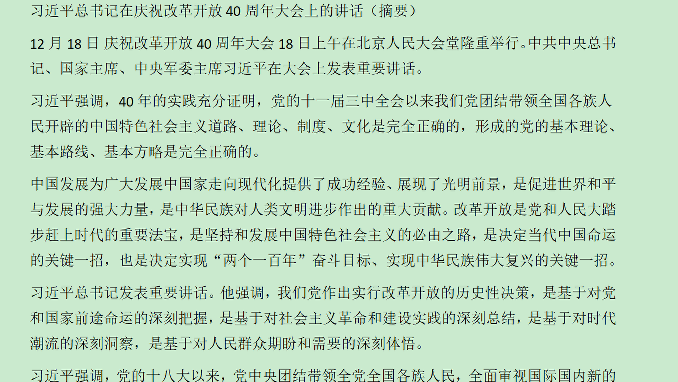 习近平总书记在庆祝改革开放 40 周年大会上的讲话（摘要）
12 月 18 日 庆祝改革开放 40 周年大会 18 日上午在北京人民大会堂隆重举行。中共中央总书
记、国家主席、中央军委主席习近平在大会上发表重要讲话。
习近平强调，40 年的实践充分证明，党的十一届三中全会以来我们党团结带领全国各族人
民开辟的中国特色社会主义道路、理论、制度、文化是完全正确的，形成的党的基本理论、
基本路线、基本方略是完全正确的。
中国发展为广大发展中国家走向现代化提供了成功经验、展现了光明前景，是促进世界和平
与发展的强大力量，是中华民族对人类文明进步作出的重大贡献。改革开放是党和人民大踏
步赶上时代的重要法宝，是坚持和发展中国特色社会主义的必由之路，是决定当代中国命运
的关键一招，也是决定实现“两个一百年”奋斗目标、实现中华民族伟大复兴的关键一招。
习近平总书记发表重要讲话。他强调，我们党作出实行改革开放的历史性决策，是基于对党
和国家前途命运的深刻把握，是基于对社会主义革命和建设实践的深刻总结，是基于对时代
潮流的深刻洞察，是基于对人民群众期盼和需要的深刻体悟。
习近平强调，党的十八大以来，党中央团结带领全党全国各族人民，全面审视国际国内新的